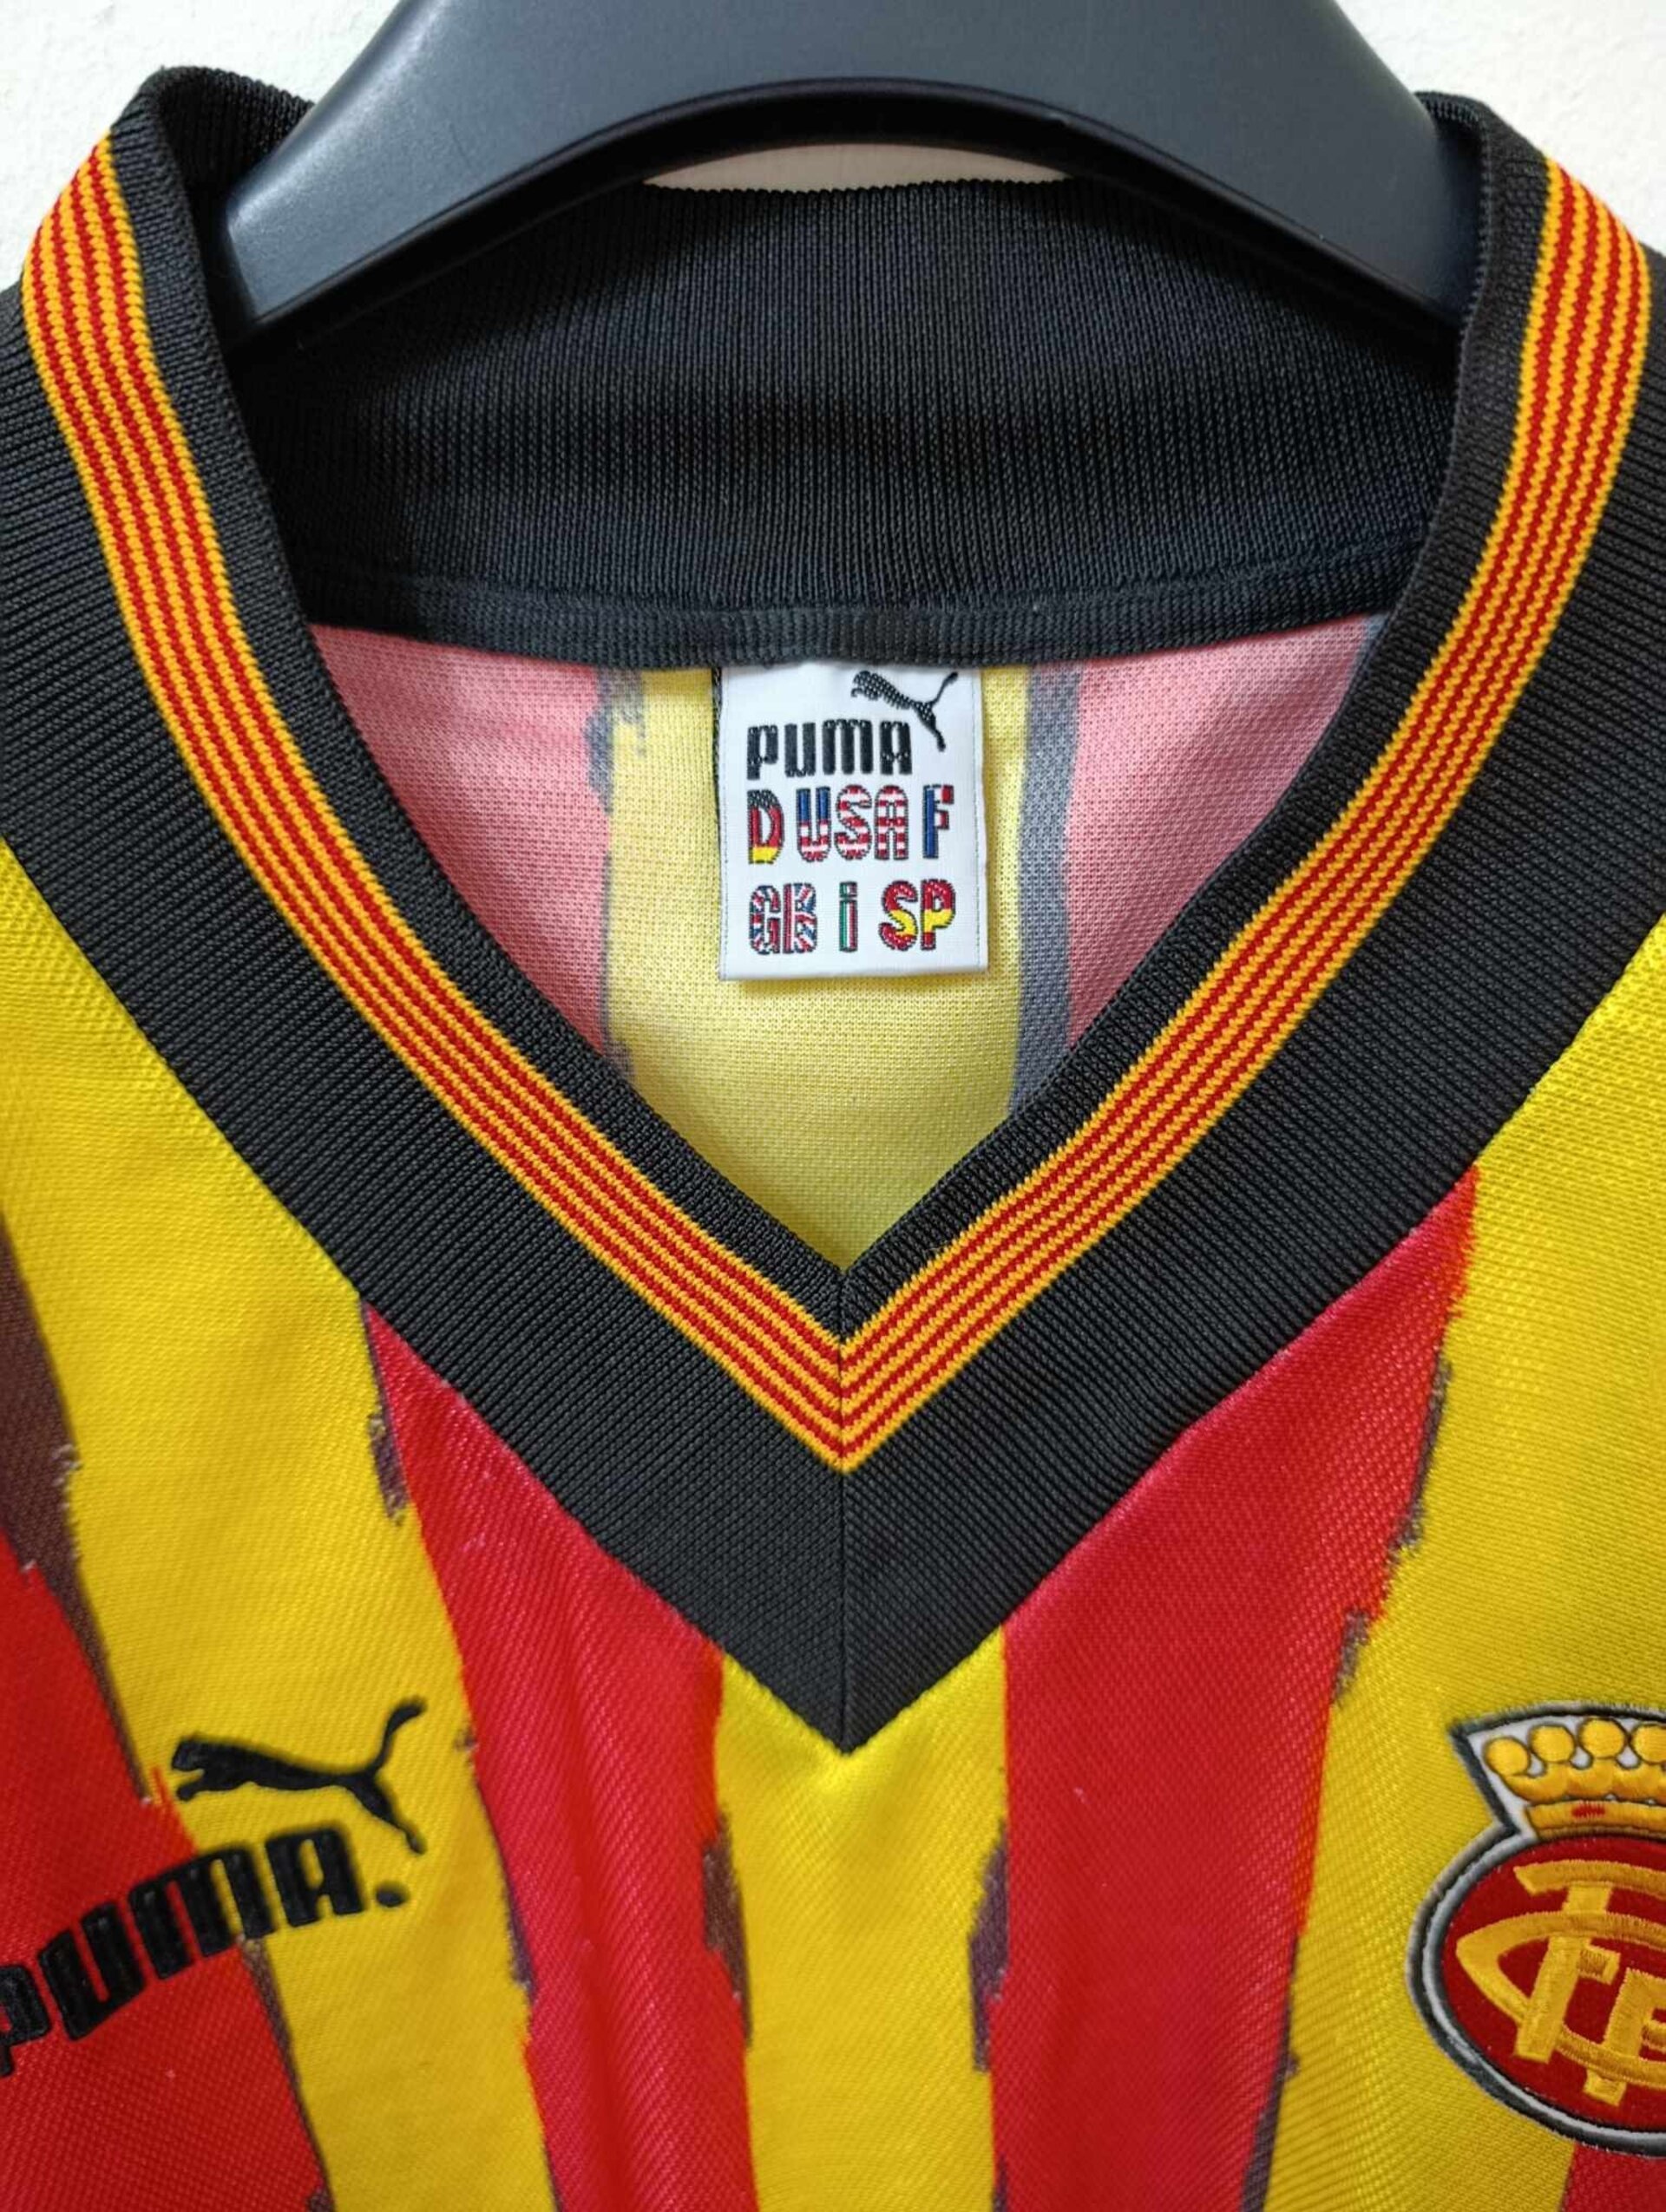 PUMA
D USA F
GB i SP
PUMA.